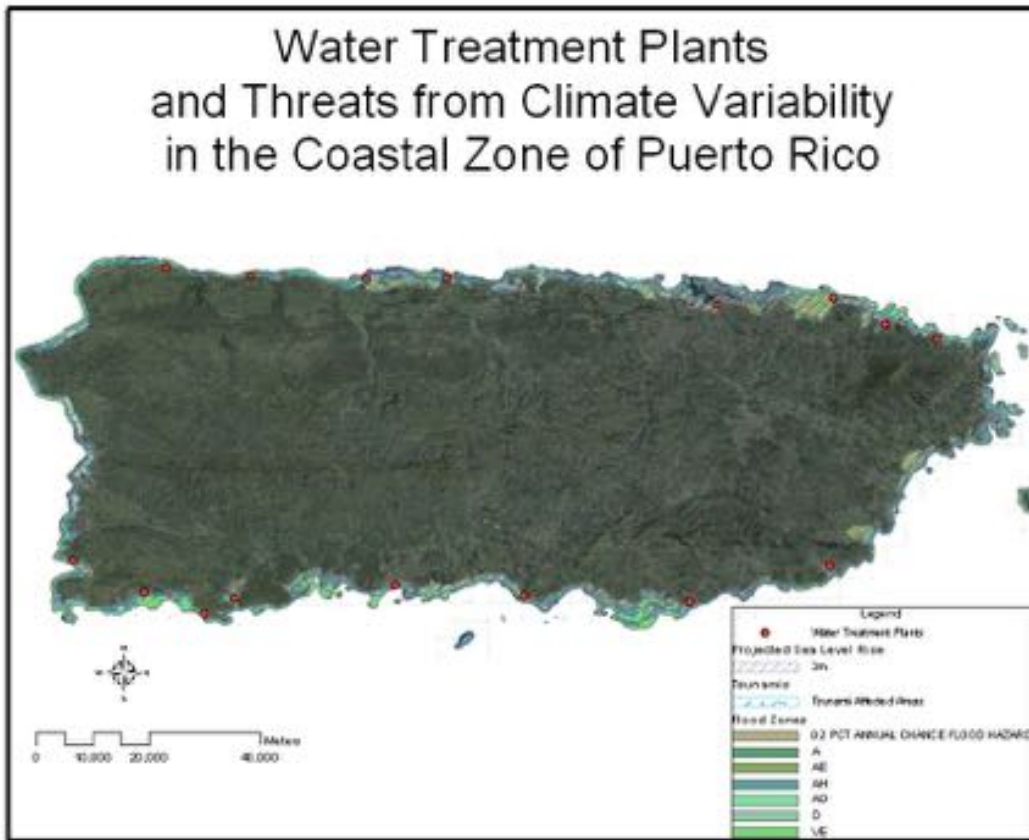 Water Treatment Plants
and Threats from Climate Variability
in the Coastal Zone of Puerto Rico
Legend
Water Treatment Plants
Projected Sea Level Rise
Tsunamis
Tsunami Affected Areas
Flood Zones
0.2 PCT ANNUAL CHANCE FLOOD HAZARD
A
AE
AH
AO
D
VE
Meters
0 10,000 20,000 40,000